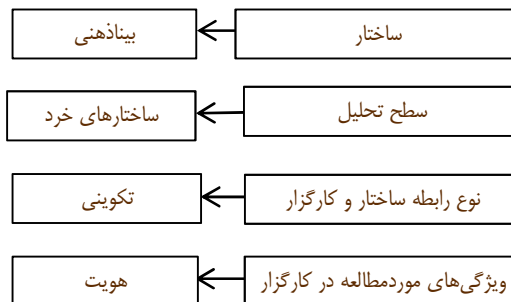 ساختار
بیناذهنی
سطح تحلیل
ساختارهای خرد
نوع رابطه ساختار و کارگزار
تکوینی
ویژگی‌های موردمطالعه در کارگزار
هویت